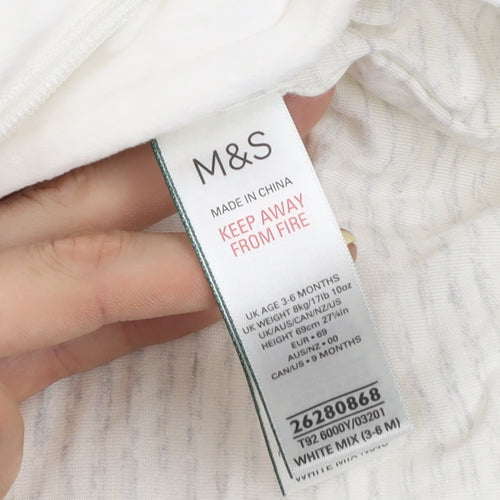 M&S
MADE IN CHINA
KEEP AWAY
FROM FIRE
UK AGE 3-6 MONTHS
UK WEIGHT 8kg/17lb 10oz
UK/AUS/CAN/NZ/US
HEIGHT 69cm 27¼in
EUR • 69
AUS/NZ • 00
CAN/US • 9 MONTHS
26280868
T92 6000Y/03201
WHITE MIX (3-6 M)
WHITE MIX